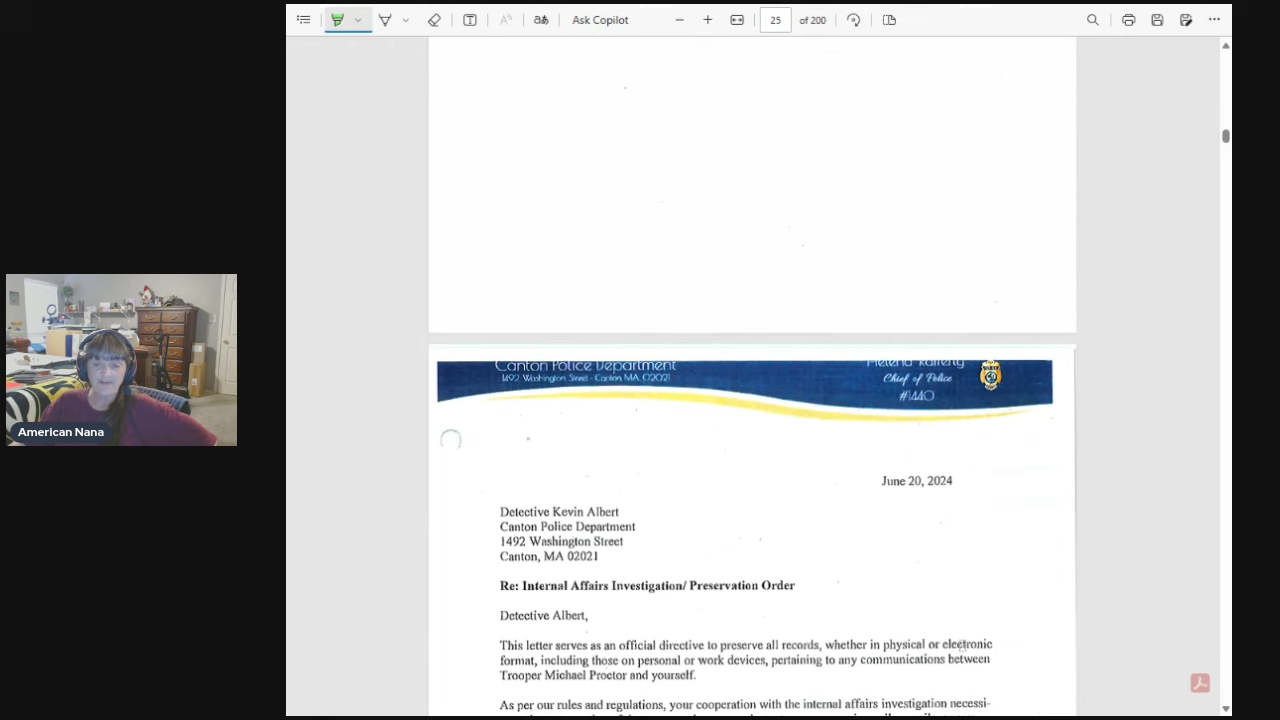 Ask Copilot
25 of 200
Canton Police Department
1492 Washington Street - Canton MA 02021
Helena Rafferty
Chief of Police
#1440
June 20, 2024
Detective Kevin Albert
Canton Police Department
1492 Washington Street
Canton, MA 02021
Re: Internal Affairs Investigation/ Preservation Order
Detective Albert,
This letter serves as an official directive to preserve all records, whether in physical or electronic
format, including those on personal or work devices, pertaining to any communications between
Trooper Michael Proctor and yourself.
As per our rules and regulations, your cooperation with the internal affairs investigation necessi-
American Nana